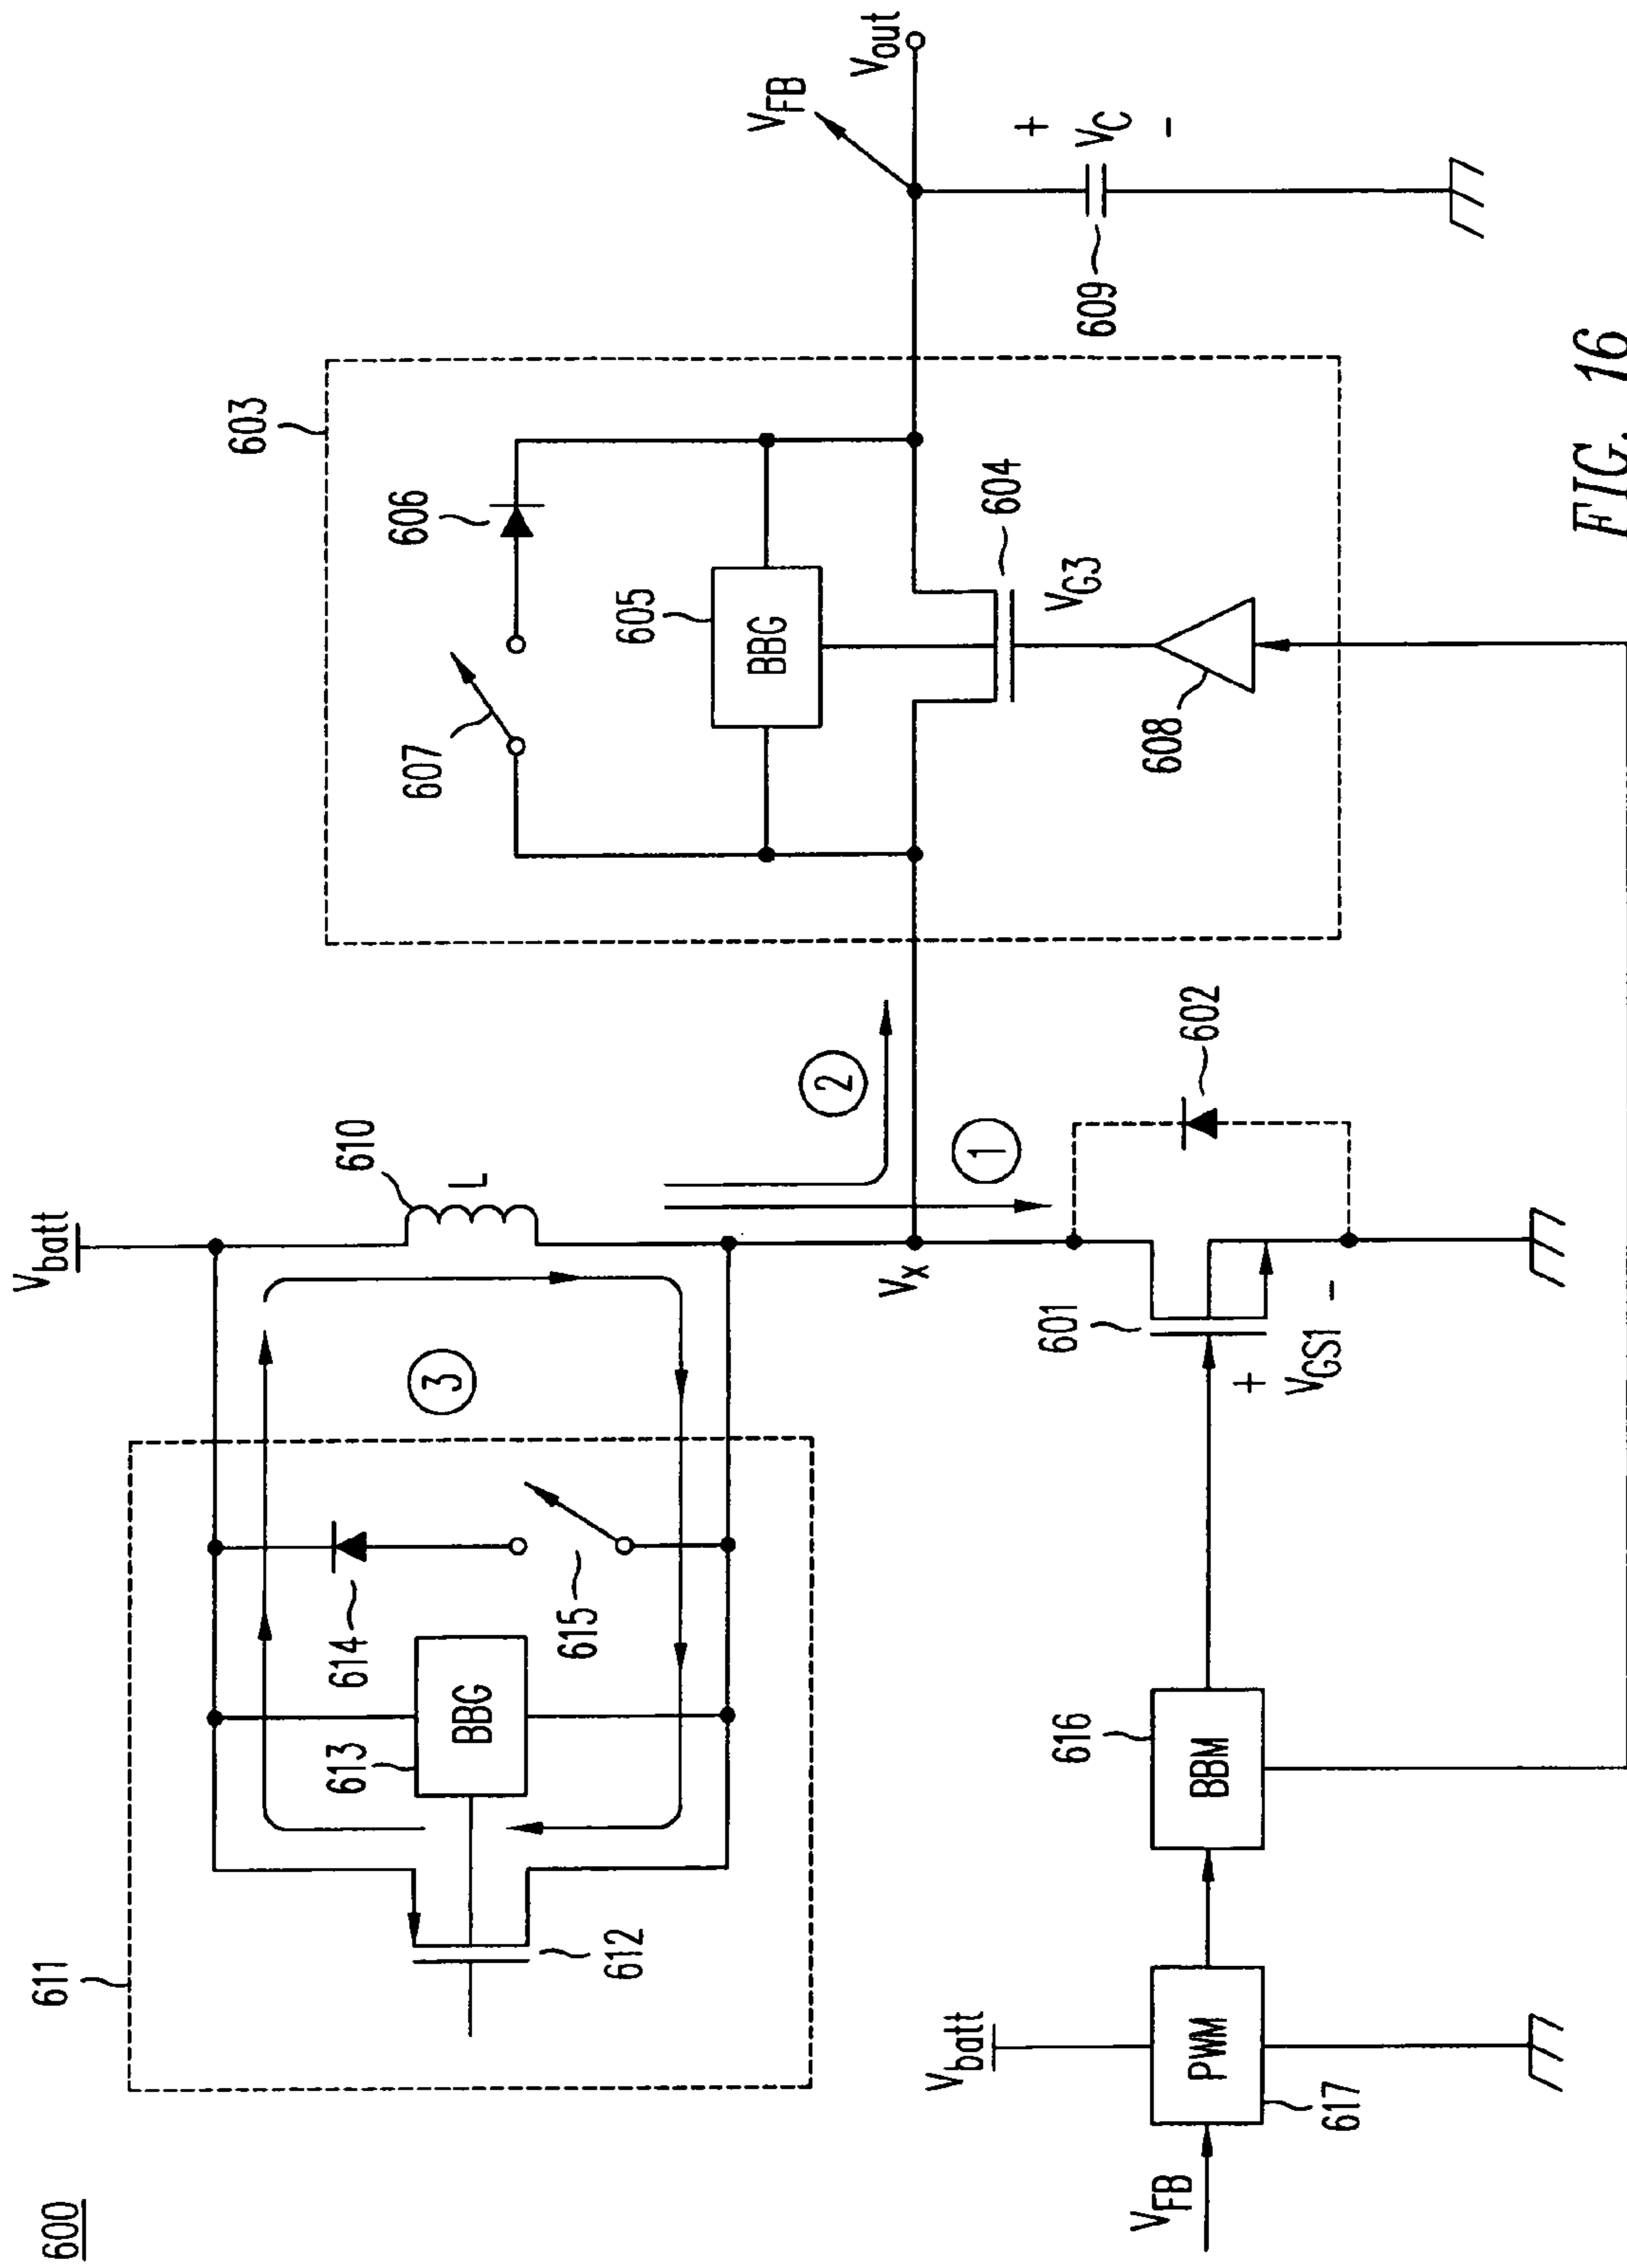 600
611
V_batt
610
L
3
614
BBG
613
615
612
2
V_X
1
603
606
607
605
BBG
604
V_G3
608
V_FB
V_out
+
V_C
-
609
601
+
V_GS1
-
602
616
BBM
V_batt
PWM
617
V_FB
FIG. 16